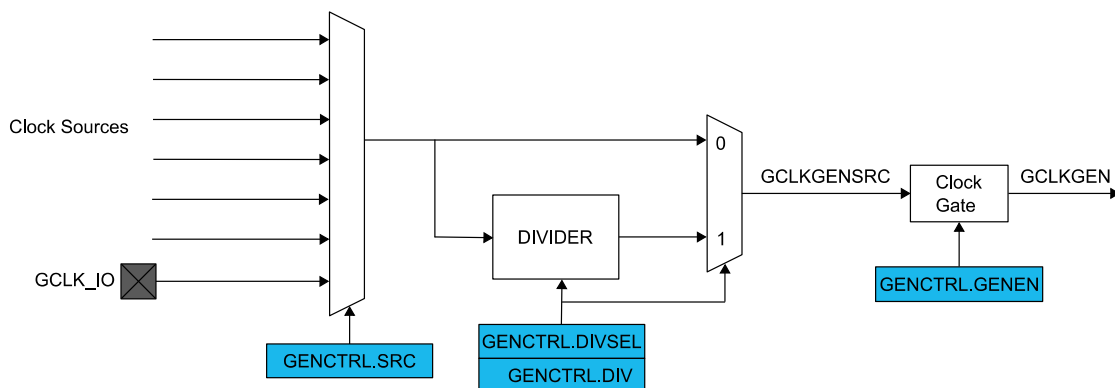 Clock Sources
GCLK_IO
GENCTRL.SRC
DIVIDER
GENCTRL.DIVSEL
GENCTRL.DIV
0
1
GCLKGENSRC
Clock
Gate
GCLKGEN
GENCTRL.GENEN